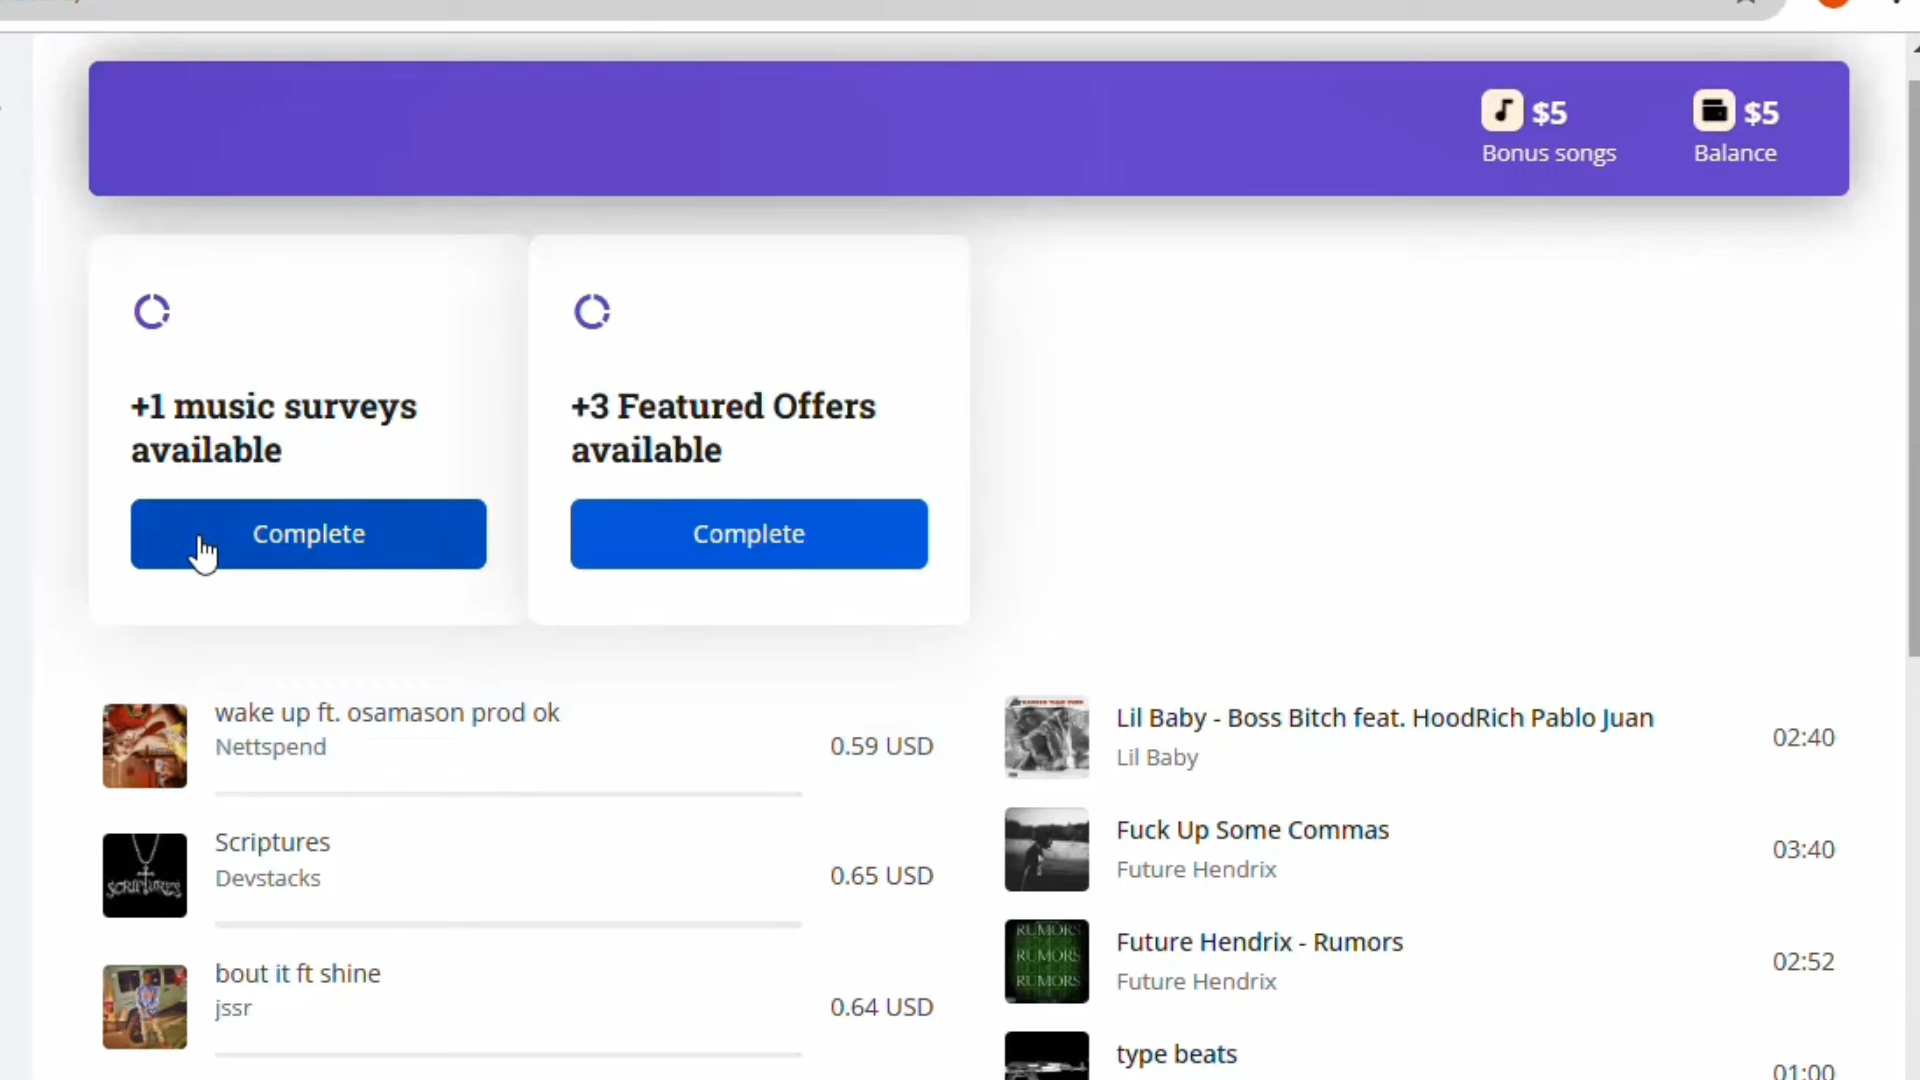 $5
Bonus songs
$5
Balance
+1 music surveys
available
Complete
+3 Featured Offers
available
Complete
wake up ft. osamason prod ok
Nettspend
0.59 USD
SCRIPTURES
Scriptures
Devstacks
0.65 USD
bout it ft shine
jssr
0.64 USD
Lil Baby - Boss Bitch feat. HoodRich Pablo Juan
Lil Baby
02:40
Fuck Up Some Commas
Future Hendrix
03:40
RUMORS
RUMORS
RUMORS
Future Hendrix - Rumors
Future Hendrix
02:52
type beats
01:00